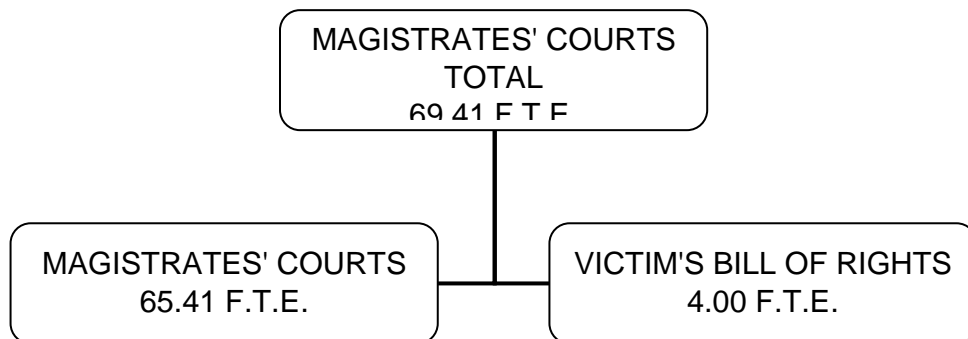 MAGISTRATES' COURTS
TOTAL
69.41 F.T.E.
MAGISTRATES' COURTS
65.41 F.T.E.
VICTIM'S BILL OF RIGHTS
4.00 F.T.E.